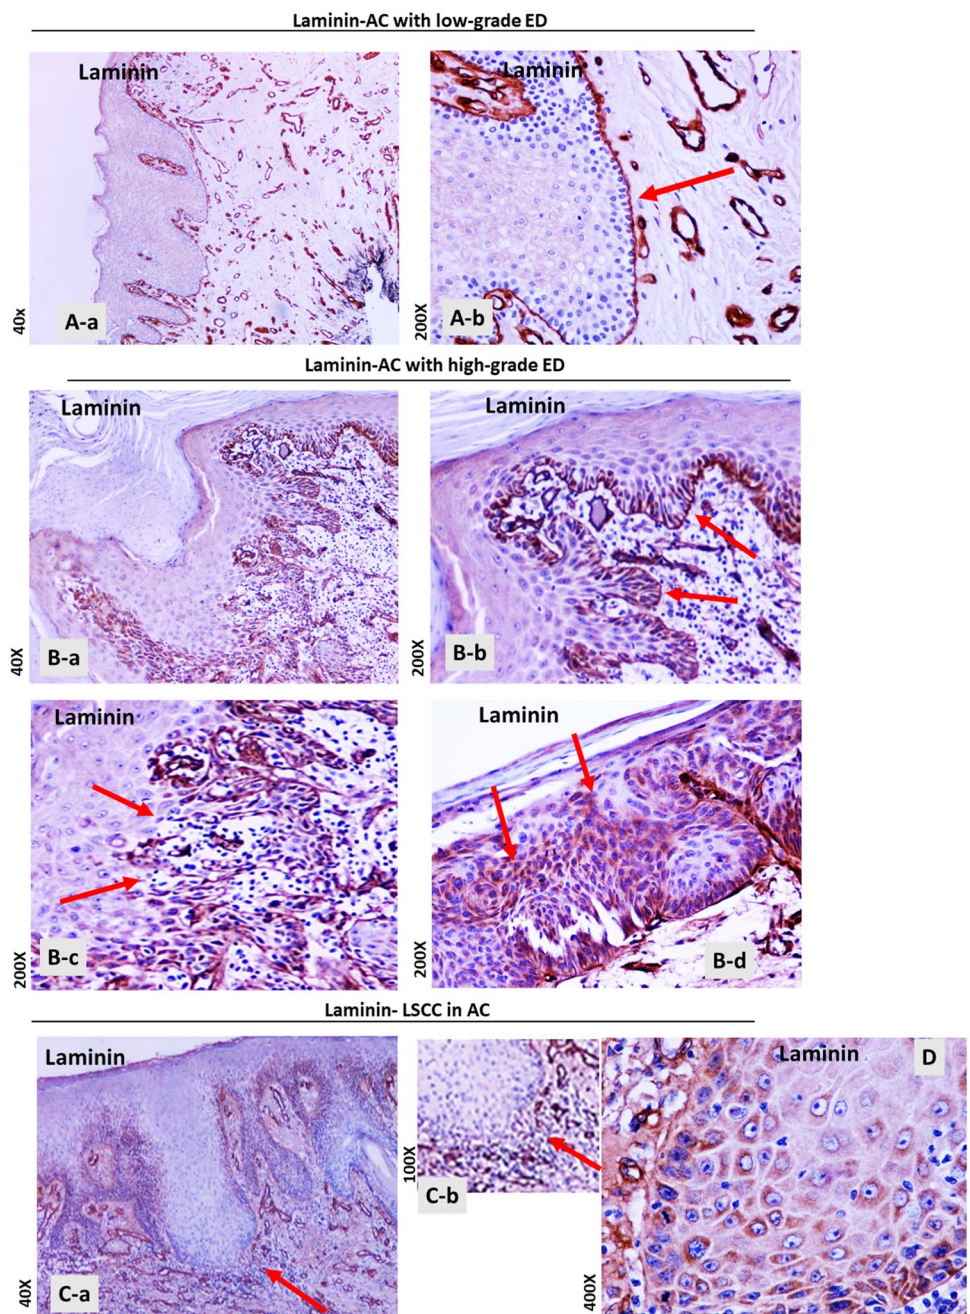 Laminin-AC with low-grade ED
Laminin
Laminin
40x
A-a
200X
A-b
Laminin-AC with high-grade ED
Laminin
Laminin
40X
B-a
200X
B-b
Laminin
Laminin
200X
B-c
200X
B-d
Laminin- LSCC in AC
Laminin
Laminin
D
100X
C-b
40X
C-a
400X